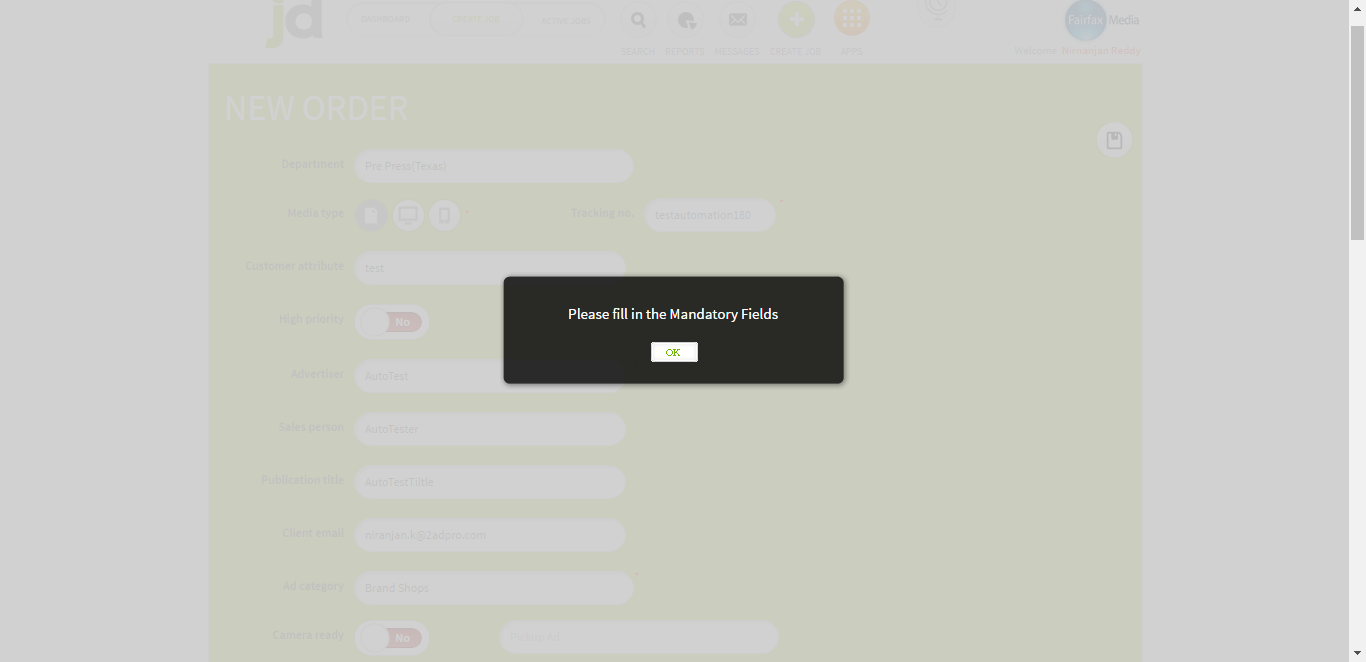 jd
DASHBOARD
CREATE JOB
ACTIVE JOBS
SEARCH
REPORTS
MESSAGES
CREATE JOB
APPS
Fairfax Media
Welcome Niranjan Reddy
NEW ORDER
Department
Pre Press(Texas)
Media type
*
Tracking no.
testautomation180
*
Customer attribute
test
High priority
No
Please fill in the Mandatory Fields
OK
Advertiser
AutoTest
Sales person
AutoTester
Publication title
AutoTestTiltle
Client email
niranjan.k@2adpro.com
Ad category
Brand Shops
*
Camera ready
No
Pickup ad